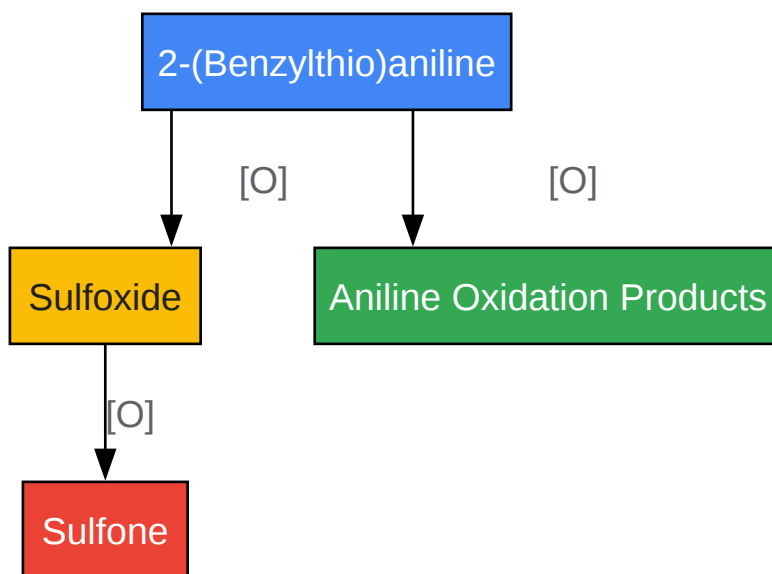 2-(Benzylthio)aniline
[O]
[O]
Sulfoxide
Aniline Oxidation Products
[O]
Sulfone